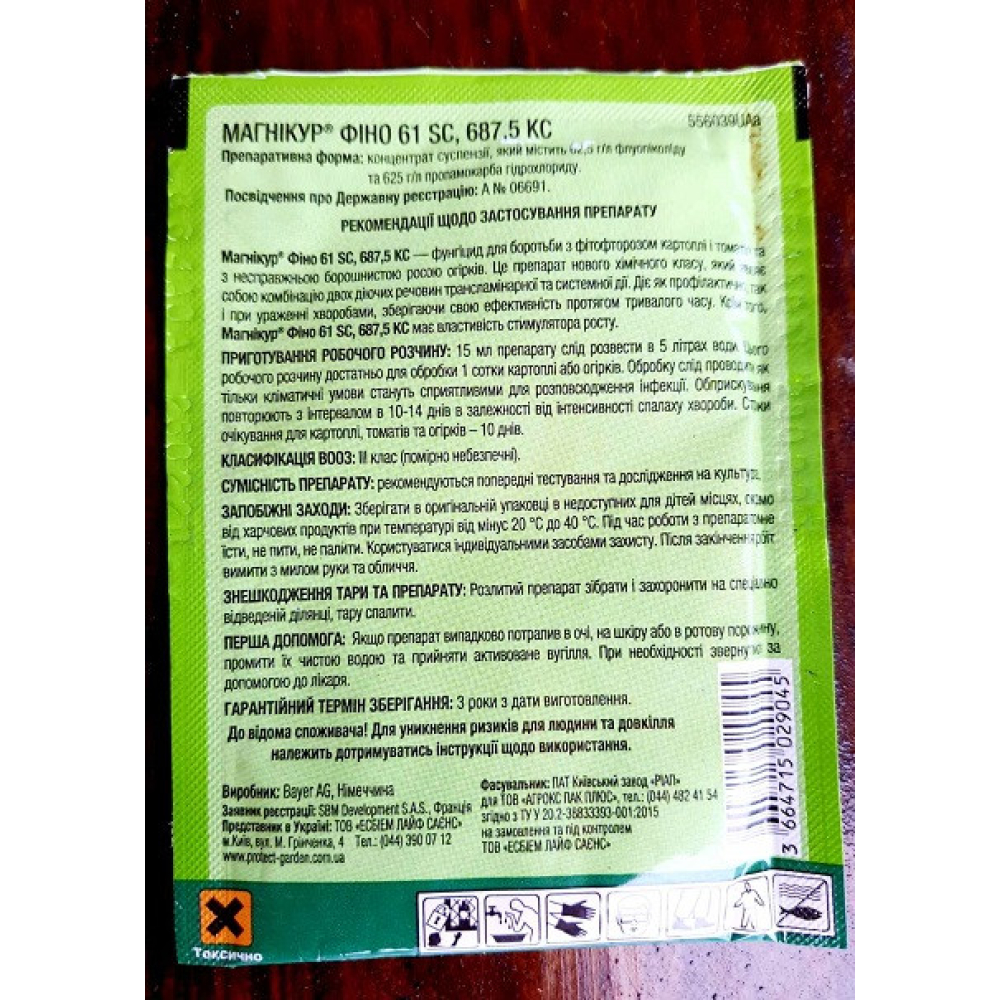 МАГНІКУР® ФІНО 61 SC, 687,5 КС
556039UAa
Препаративна форма: концентрат суспензії, який містить 62,5 г/л флуопіколіду
та 625 г/л пропамокарба гідрохлориду.
Посвідчення про Державну реєстрацію: А № 06691.
РЕКОМЕНДАЦІЇ ЩОДО ЗАСТОСУВАННЯ ПРЕПАРАТУ
Магнікур® Фіно 61 SC, 687,5 КС — фунгіцид для боротьби з фітофторозом картоплі і томатів та
з несправжньою борошнистою росою огірків. Це препарат нового хімічного класу, який
собою комбінацію двох діючих речовин трансламінарної та системної дії. Діє як профілактично, так
і при ураженні хворобами, зберігаючи свою ефективність протягом тривалого часу. Крім того,
Магнікур® Фіно 61 SC, 687,5 КС має властивість стимулятора росту.
ПРИГОТУВАННЯ РОБОЧОГО РОЗЧИНУ: 15 мл препарату слід розвести в 5 літрах води. Цього
робочого розчину достатньо для обробки 1 сотки картоплі або огірків. Обробку слід проводити, як
тільки кліматичні умови стануть сприятливими для розповсюдження інфекції. Обприскування
повторюють з інтервалом в 10-14 днів в залежності від інтенсивності спалаху хвороби. Строки
очікування для картоплі, томатів та огірків – 10 днів.
КЛАСИФІКАЦІЯ ВООЗ: ІІІ клас (помірно небезпечні).
СУМІСНІСТЬ ПРЕПАРАТУ: рекомендуються попередні тестування та дослідження на культурі.
ЗАПОБІЖНІ ЗАХОДИ: Зберігати в оригінальній упаковці в недоступних для дітей місцях, окремо
від харчових продуктів при температурі від мінус 20 °С до 40 °С. Під час роботи з препаратом не
їсти, не пити, не палити. Користуватися індивідуальними засобами захисту. Після закінчення робіт
вимити з милом руки та обличчя.
ЗНЕШКОДЖЕННЯ ТАРИ ТА ПРЕПАРАТУ: Розлитий препарат зібрати і захоронити на спеціально
відведеній ділянці, тару спалити.
ПЕРША ДОПОМОГА: Якщо препарат випадково потрапив в очі, на шкіру або в ротову порожнину,
промити їх чистою водою та прийняти активоване вугілля. При необхідності звернутися за
допомогою до лікаря.
ГАРАНТІЙНИЙ ТЕРМІН ЗБЕРІГАННЯ: 3 роки з дати виготовлення.
До відома споживача! Для уникнення ризиків для людини та довкілля
належить дотримуватись інструкції щодо використання.
Виробник: Bayer AG, Німеччина
Заявник реєстрації: SBM Development S.A.S., Франція
Представник в Україні: ТОВ «ЕСБІЕМ ЛАЙФ САЄНС»
м.Київ, вул. М. Грінченка, 4 Тел.: (044) 390 07 12
www.protect-garden.com.ua
Фасувальник: ПАТ Київський завод «РІАП»
для ТОВ «АГРОКС ПАК ПЛЮС», тел.: (044) 482 41 54
згідно з ТУ У 20.2-36833393-001:2015
на замовлення та під контролем
ТОВ «ЕСБІЕМ ЛАЙФ САЄНС»
3 664715 029045
Токсично